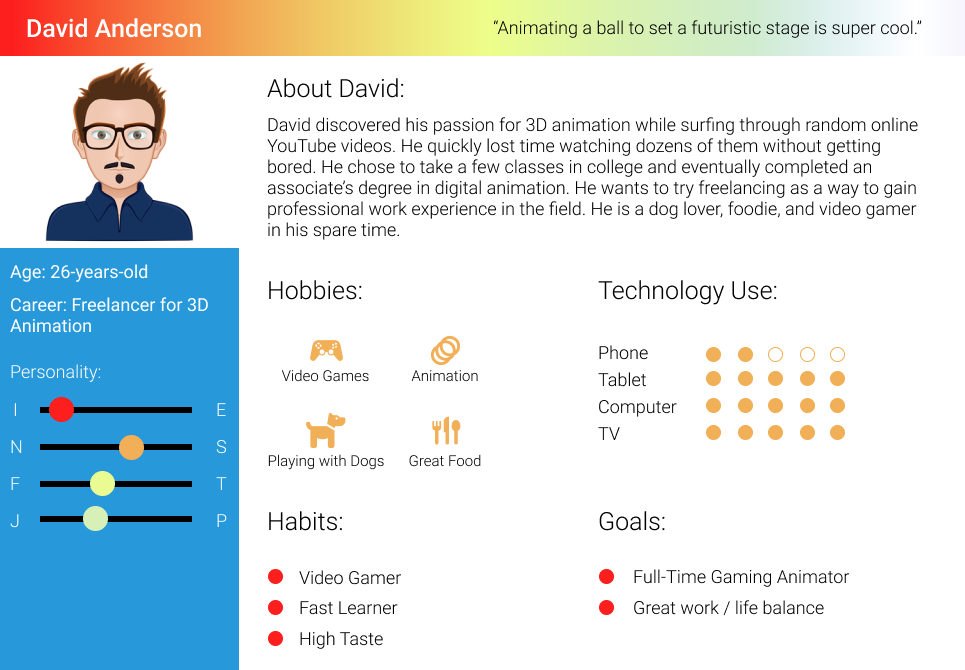 David Anderson
“Animating a ball to set a futuristic stage is super cool.”
About David:
David discovered his passion for 3D animation while surfing through random online
YouTube videos. He quickly lost time watching dozens of them without getting
bored. He chose to take a few classes in college and eventually completed an
associate’s degree in digital animation. He wants to try freelancing as a way to gain
professional work experience in the field. He is a dog lover, foodie, and video gamer
in his spare time.
Age: 26-years-old
Career: Freelancer for 3D
Animation
Personality:
I E
N S
F T
J P
Hobbies:
Video Games
Animation
Playing with Dogs
Great Food
Technology Use:
Phone
Tablet
Computer
TV
Habits:
Video Gamer
Fast Learner
High Taste
Goals:
Full-Time Gaming Animator
Great work / life balance